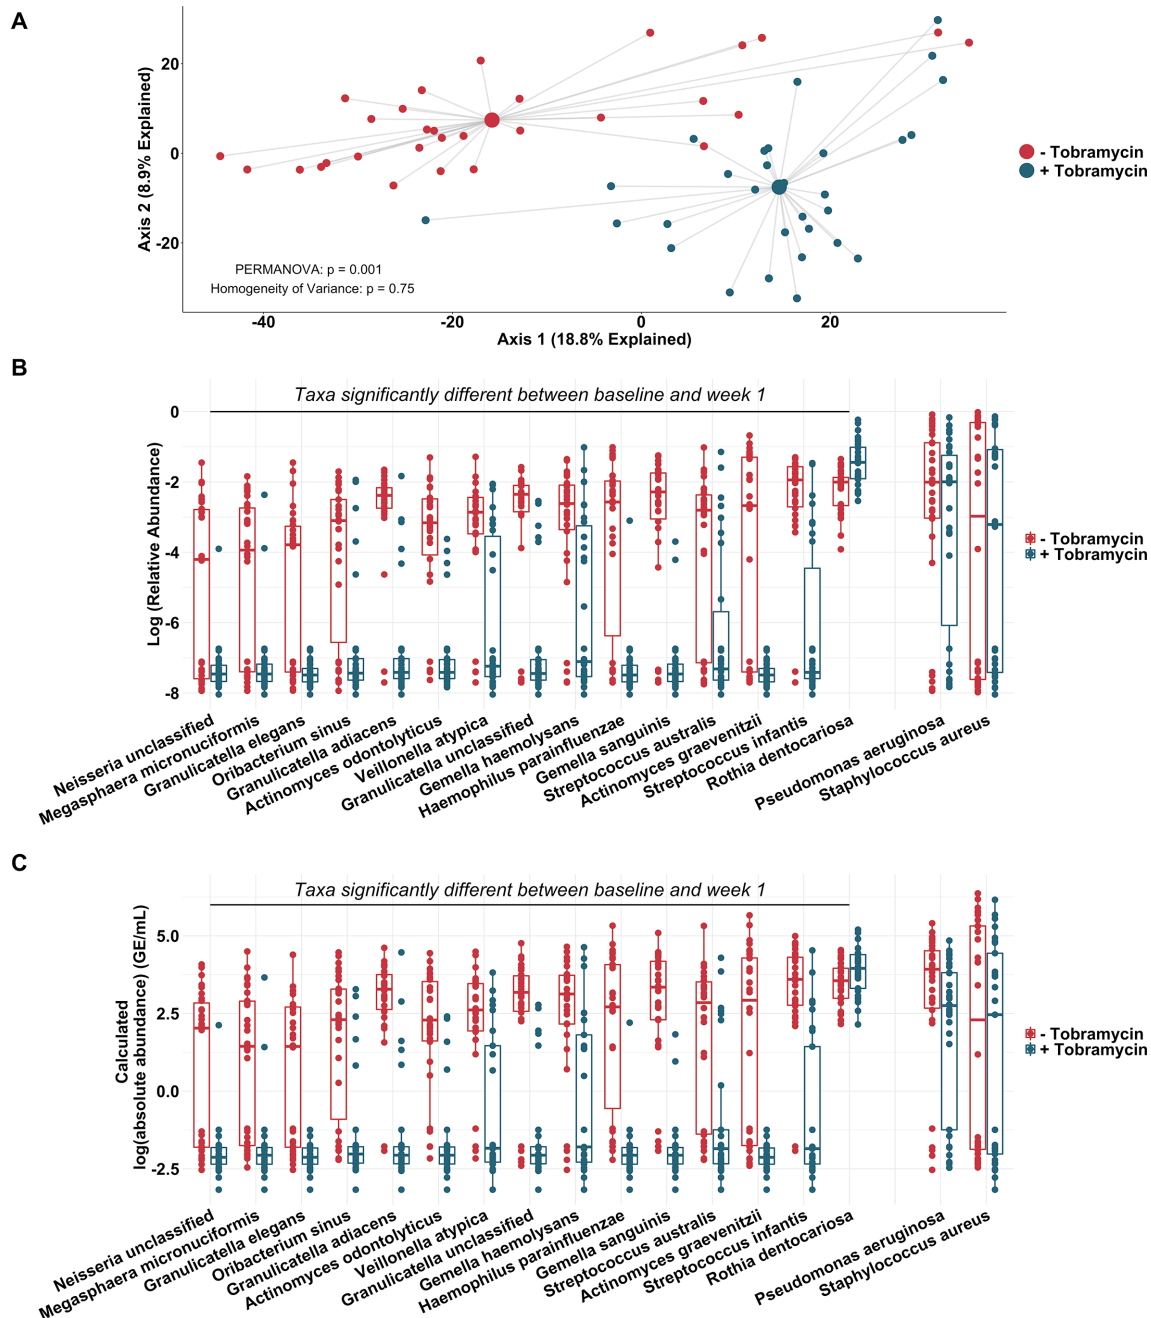 A
20
0
-20
Axis 2 (8.9% Explained)
PERMANOVA: p = 0.001
Homogeneity of Variance: p = 0.75
-40
-20
0
20
Axis 1 (18.8% Explained)
- Tobramycin
+ Tobramycin
B
Taxa significantly different between baseline and week 1
0
-2
-4
-6
-8
Log (Relative Abundance)
- Tobramycin
+ Tobramycin
Neisseria unclassified
Megasphaera micronuciformis
Granulicatella elegans
Oribacterium sinus
Granulicatella adiacens
Actinomyces odontolyticus
Veillonella atypica
Granulicatella unclassified
Gemella haemolysans
Haemophilus parainfluenzae
Gemella sanguinis
Streptococcus australis
Actinomyces graevenitzii
Streptococcus infantis
Rothia dentocariosa
Pseudomonas aeruginosa
Staphylococcus aureus
C
Taxa significantly different between baseline and week 1
5.0
2.5
0.0
-2.5
Calculated
log(absolute abundance) (GE/mL)
- Tobramycin
+ Tobramycin
Neisseria unclassified
Megasphaera micronuciformis
Granulicatella elegans
Oribacterium sinus
Granulicatella adiacens
Actinomyces odontolyticus
Veillonella atypica
Granulicatella unclassified
Gemella haemolysans
Haemophilus parainfluenzae
Gemella sanguinis
Streptococcus australis
Actinomyces graevenitzii
Streptococcus infantis
Rothia dentocariosa
Pseudomonas aeruginosa
Staphylococcus aureus